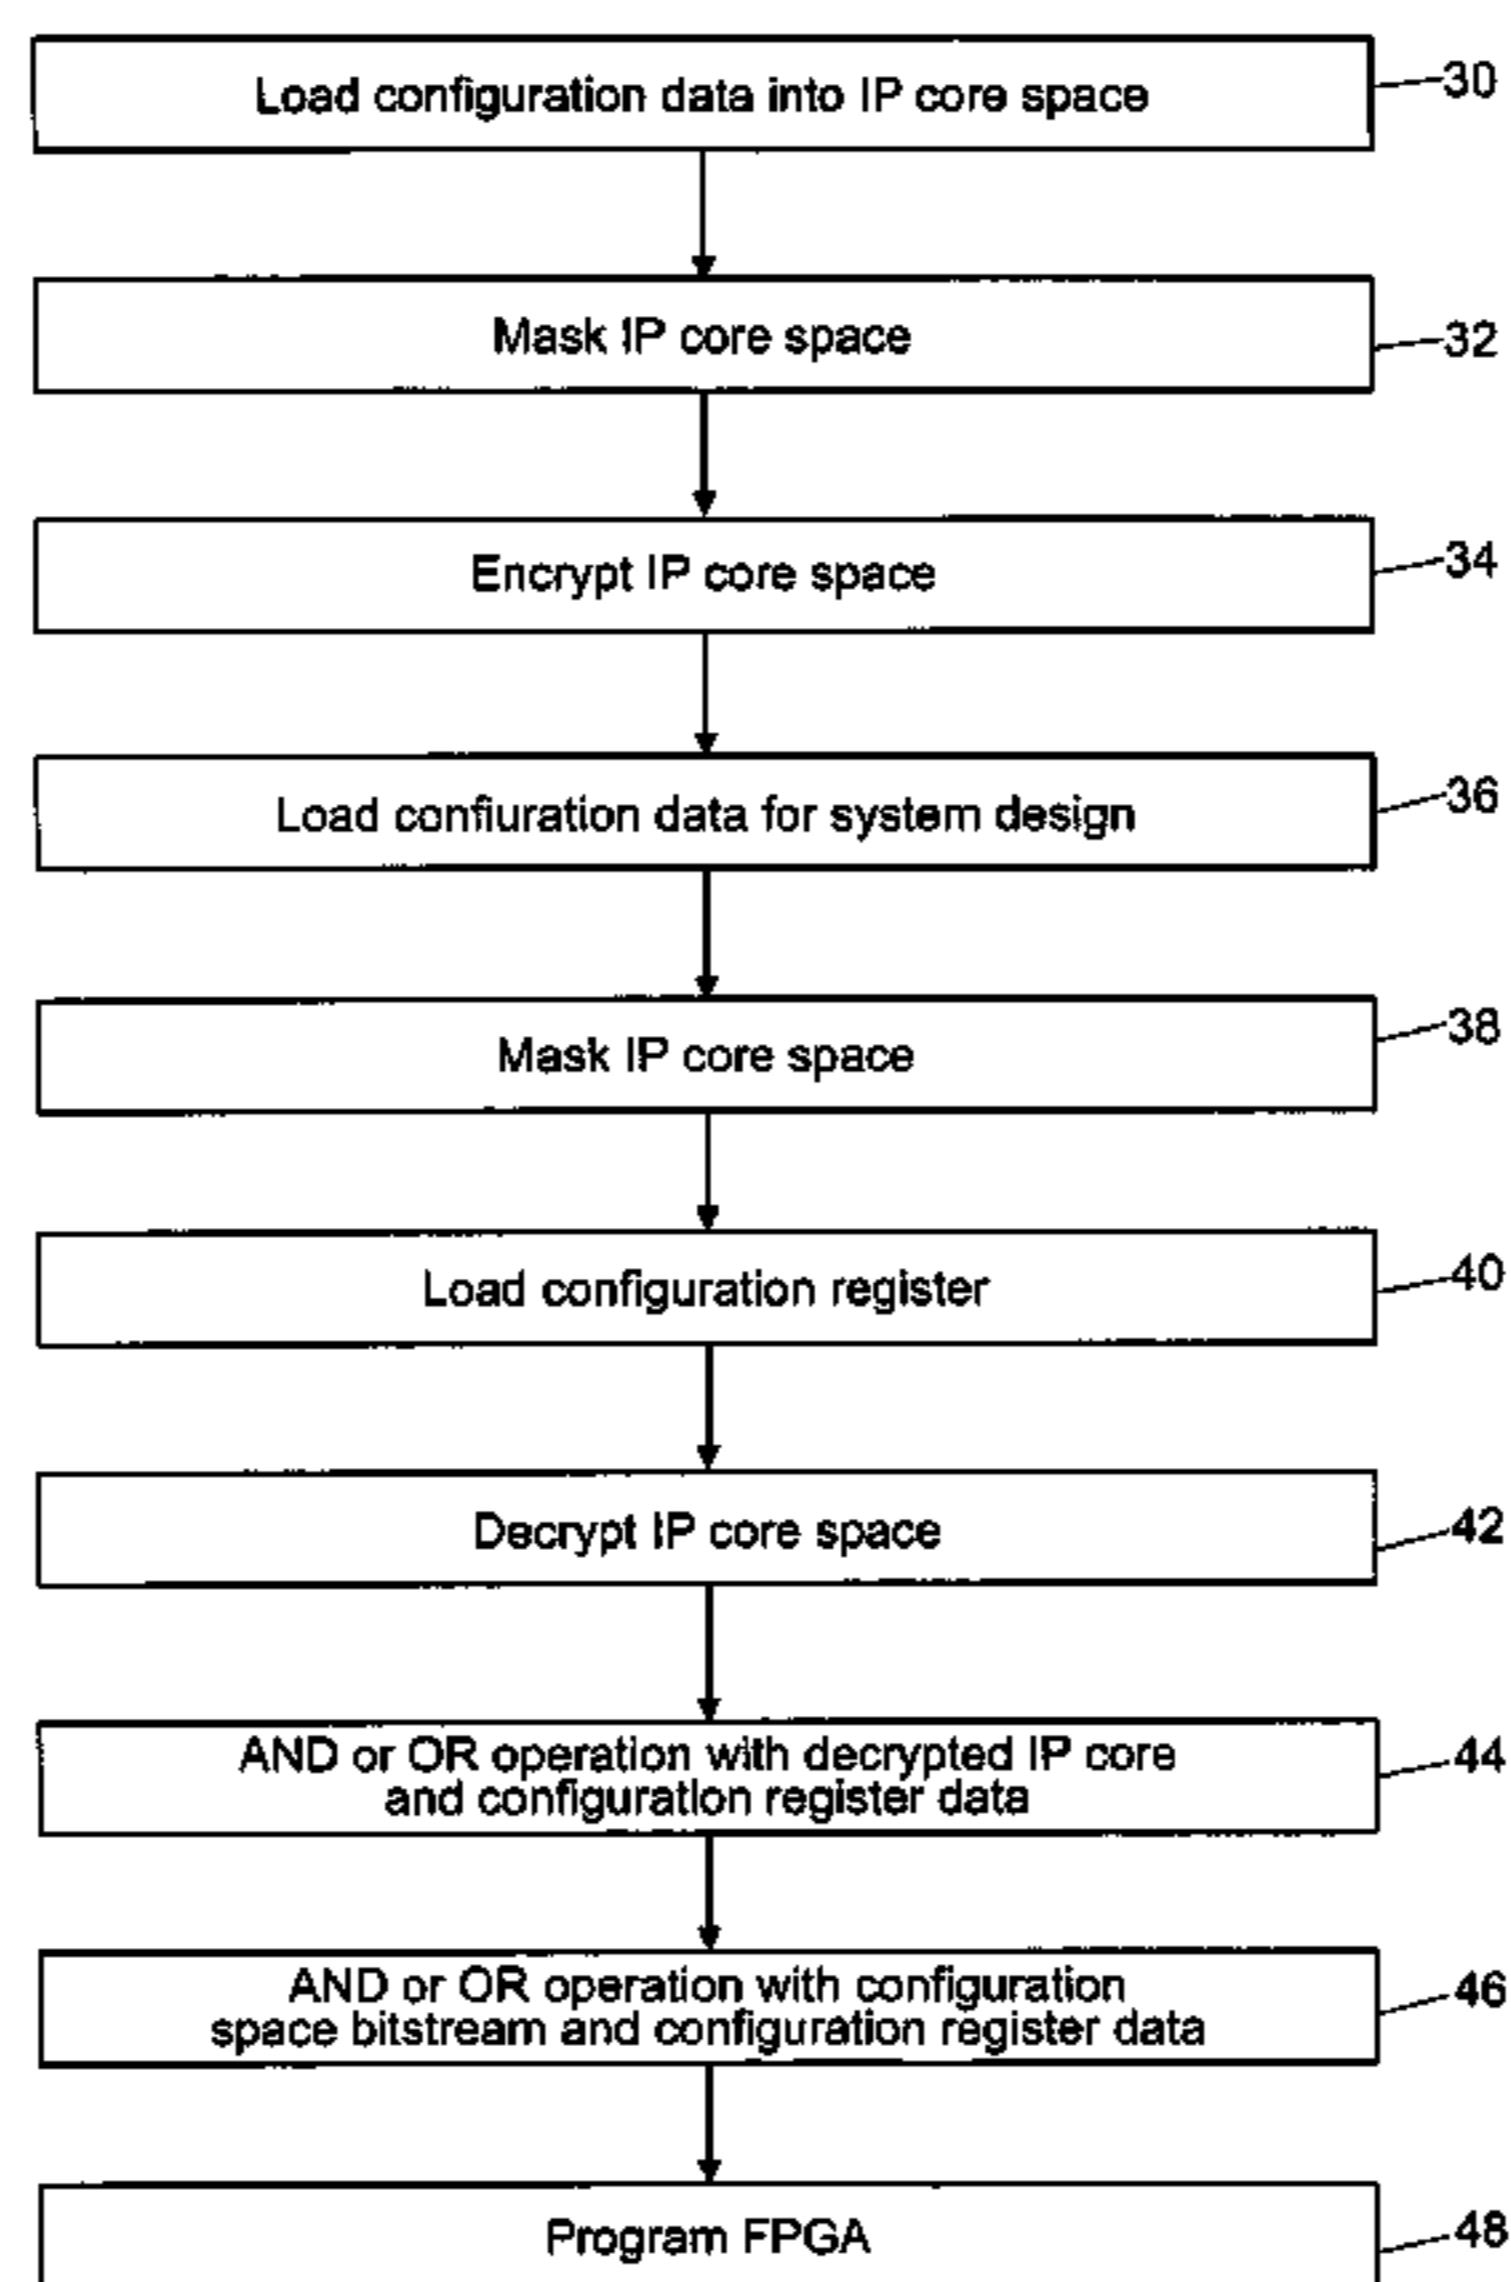 Load configuration data into IP core space
30
Mask IP core space
32
Encrypt IP core space
34
Load confiuration data for system design
36
Mask IP core space
38
Load configuration register
40
Decrypt IP core space
42
AND or OR operation with decrypted IP core
and configuration register data
44
AND or OR operation with configuration
space bitstream and configuration register data
46
Program FPGA
48